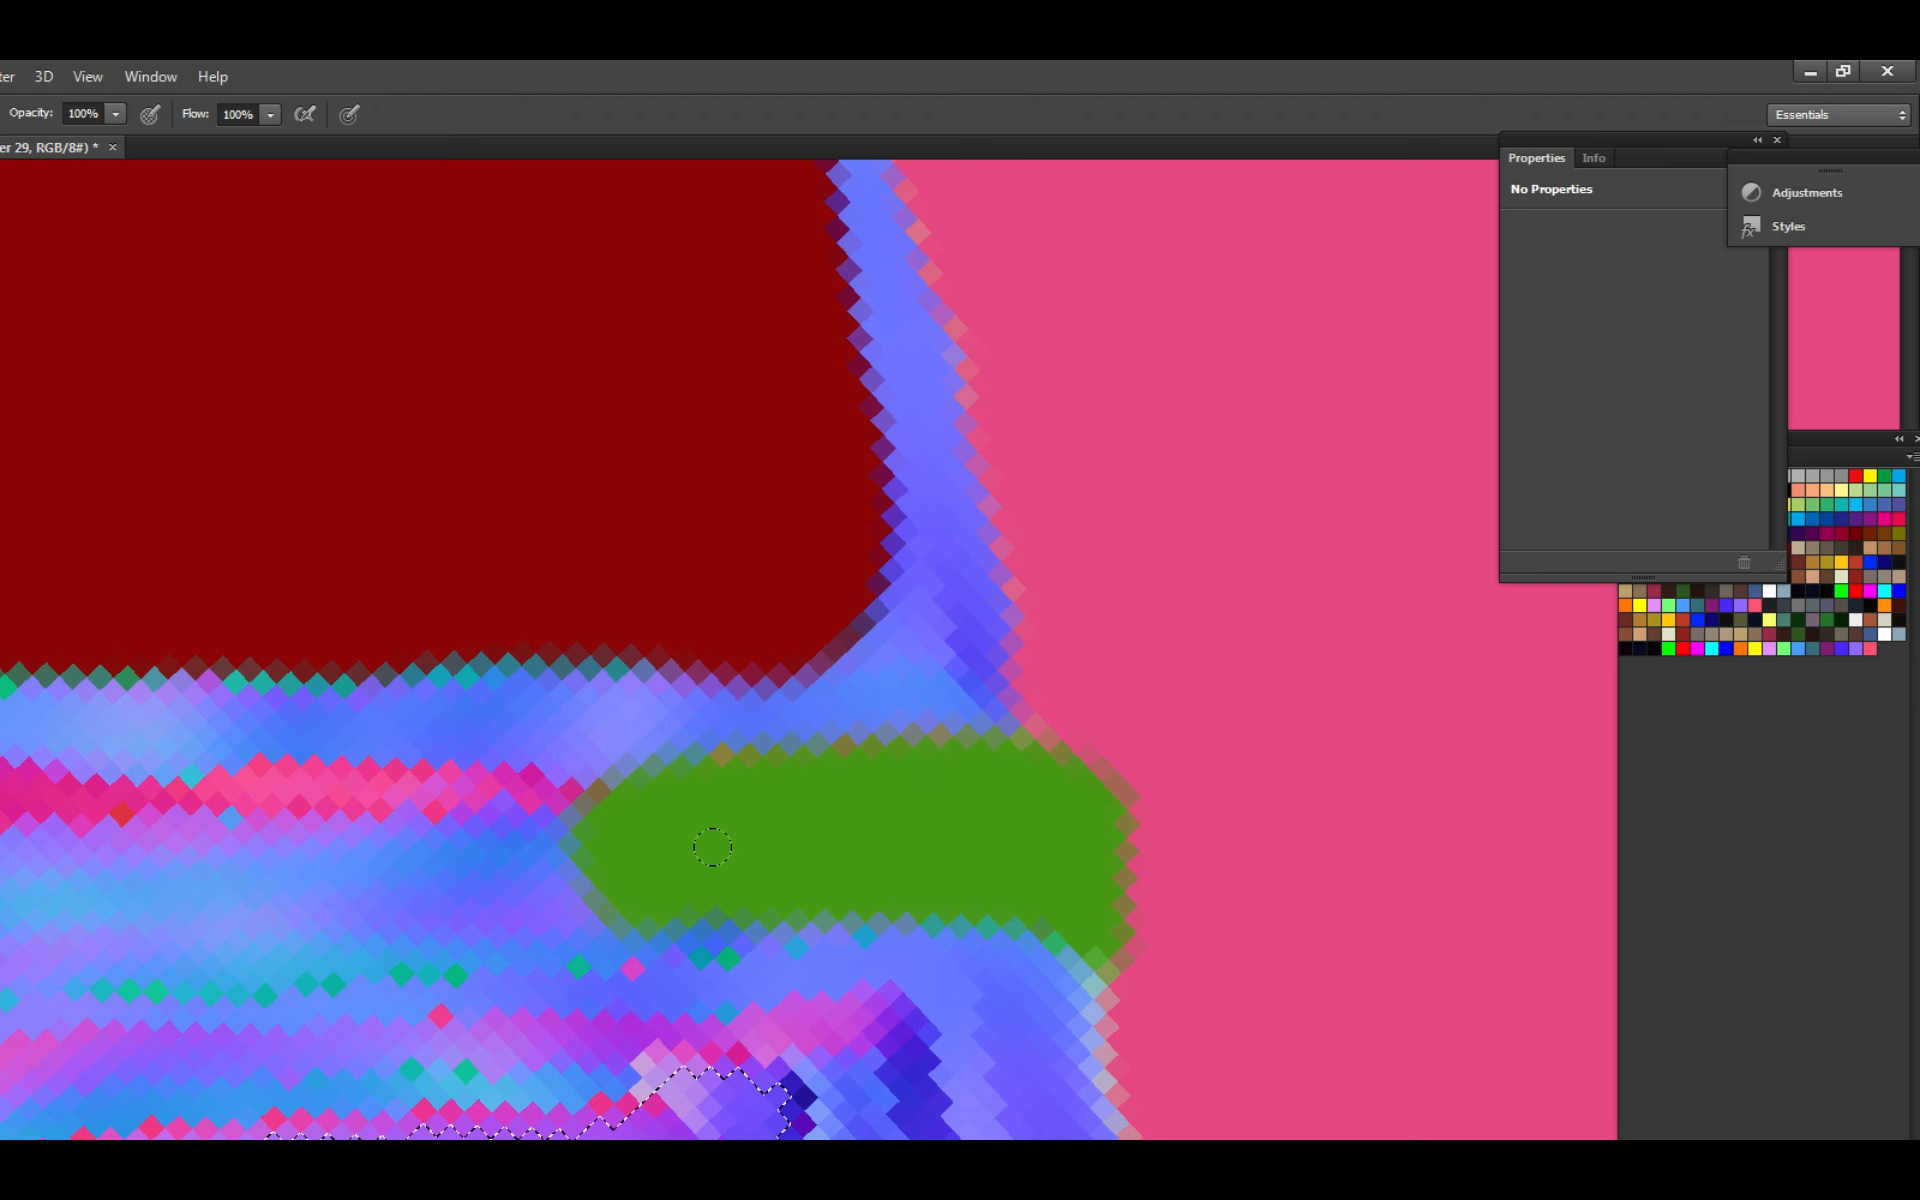 ter 3D View Window Help
Opacity: 100% Flow: 100% Essentials
er 29, RGB/8#) * ×
Properties Info
No Properties
Adjustments
Styles
fx